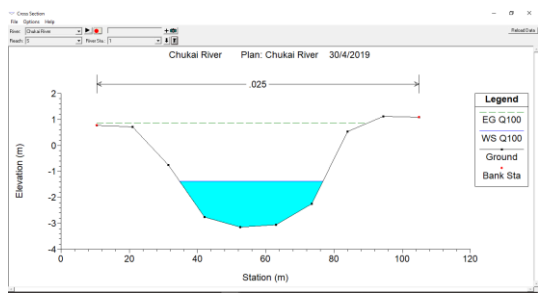 Cross Section
File Options Help
River: Chukai River
Reload Data
Reach: 0 River Sta.: 1
Chukai River Plan: Chukai River 30/4/2019
.025
Elevation (m)
2
1
0
-1
-2
-3
-4
0 20 40 60 80 100 120
Station (m)
Legend
EG Q100
WS Q100
Ground
Bank Sta